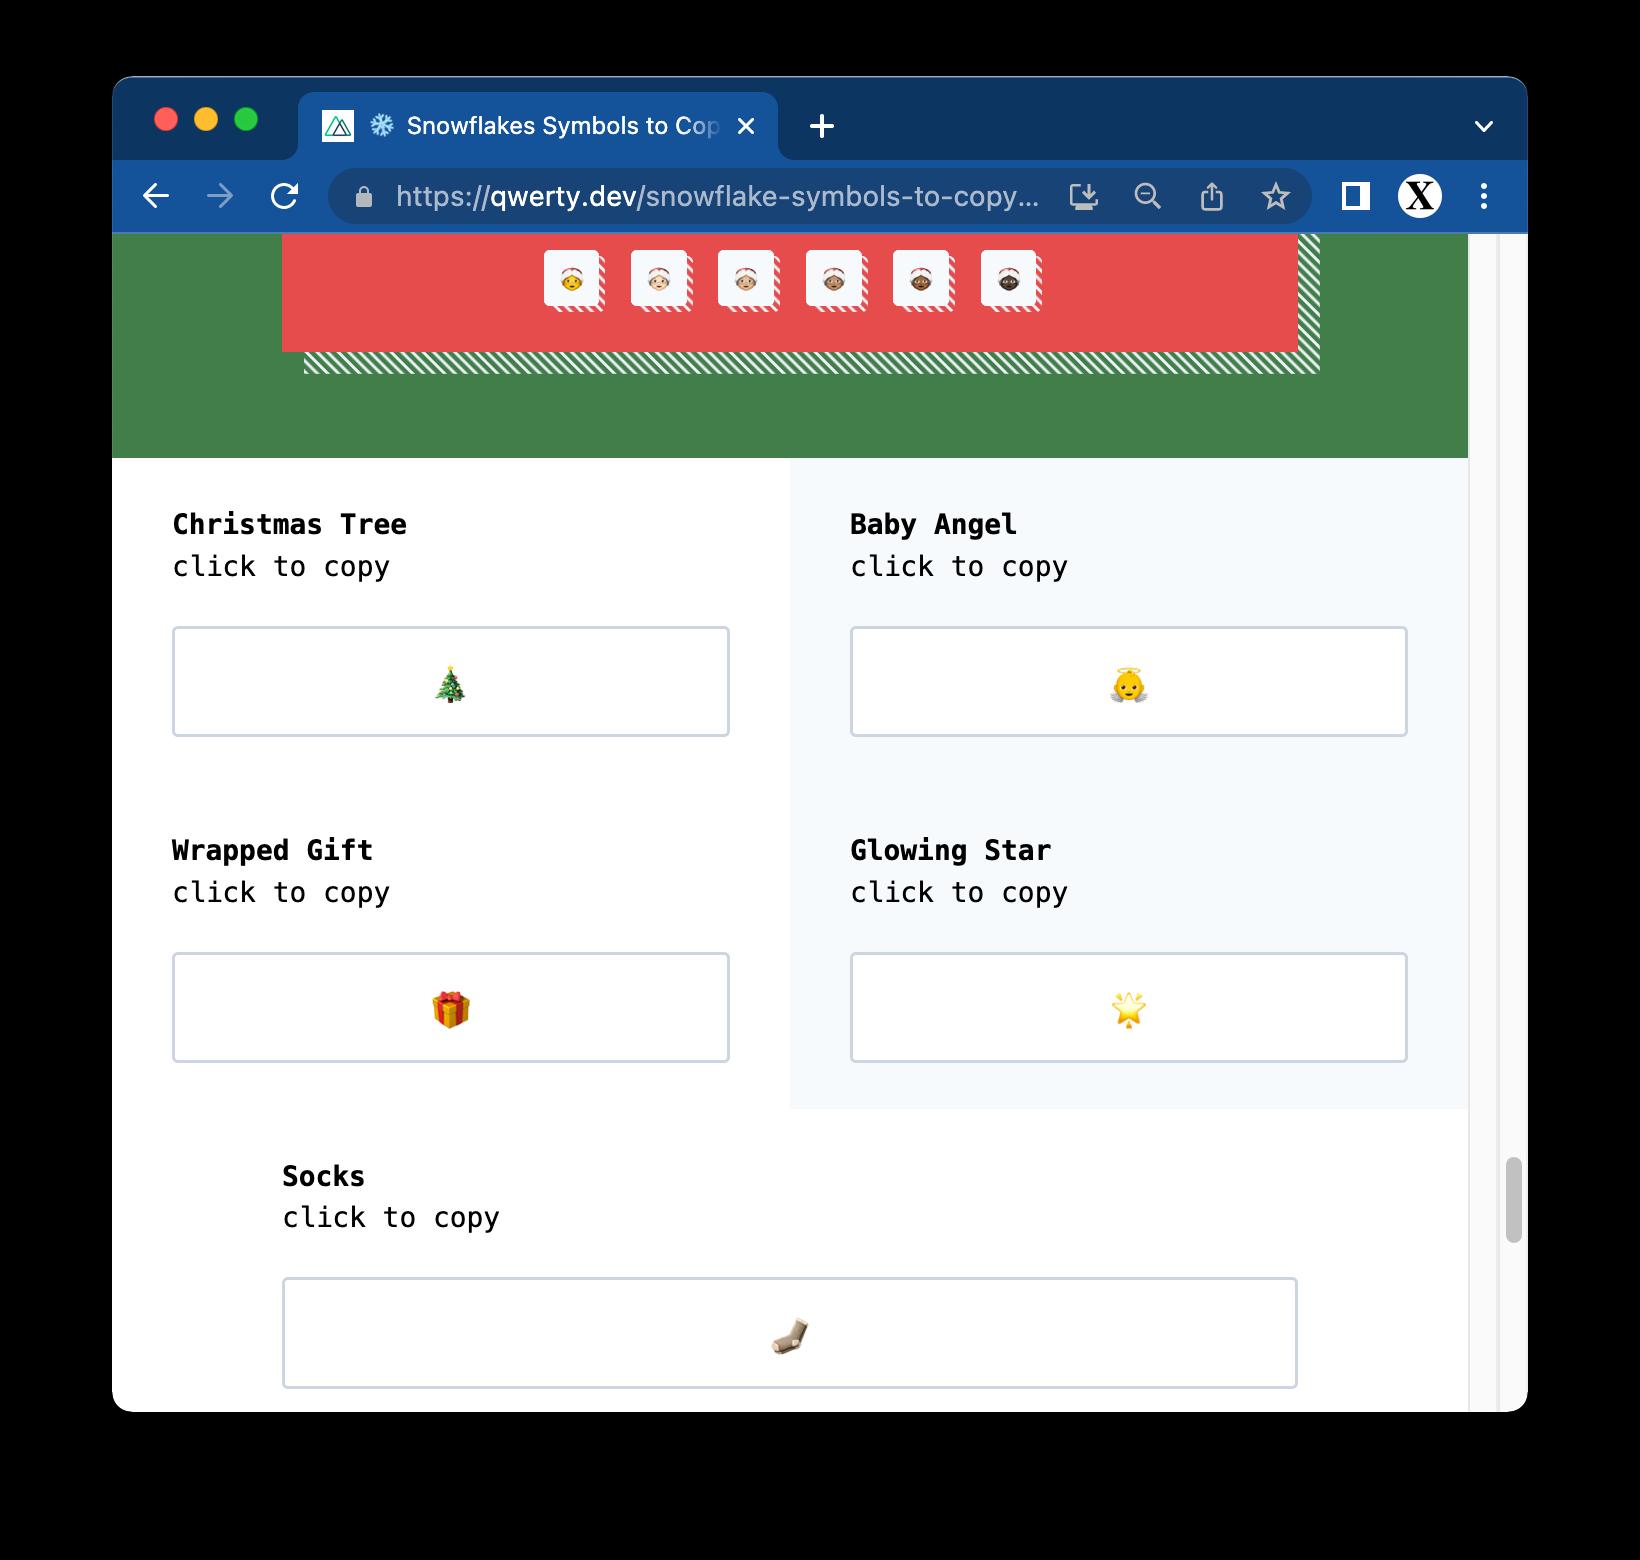 ❄️ Snowflakes Symbols to Cop
https://qwerty.dev/snowflake-symbols-to-copy...
X
Christmas Tree
click to copy
Baby Angel
click to copy
🎄
👼
Wrapped Gift
click to copy
Glowing Star
click to copy
🎁
🌟
Socks
click to copy
🧦